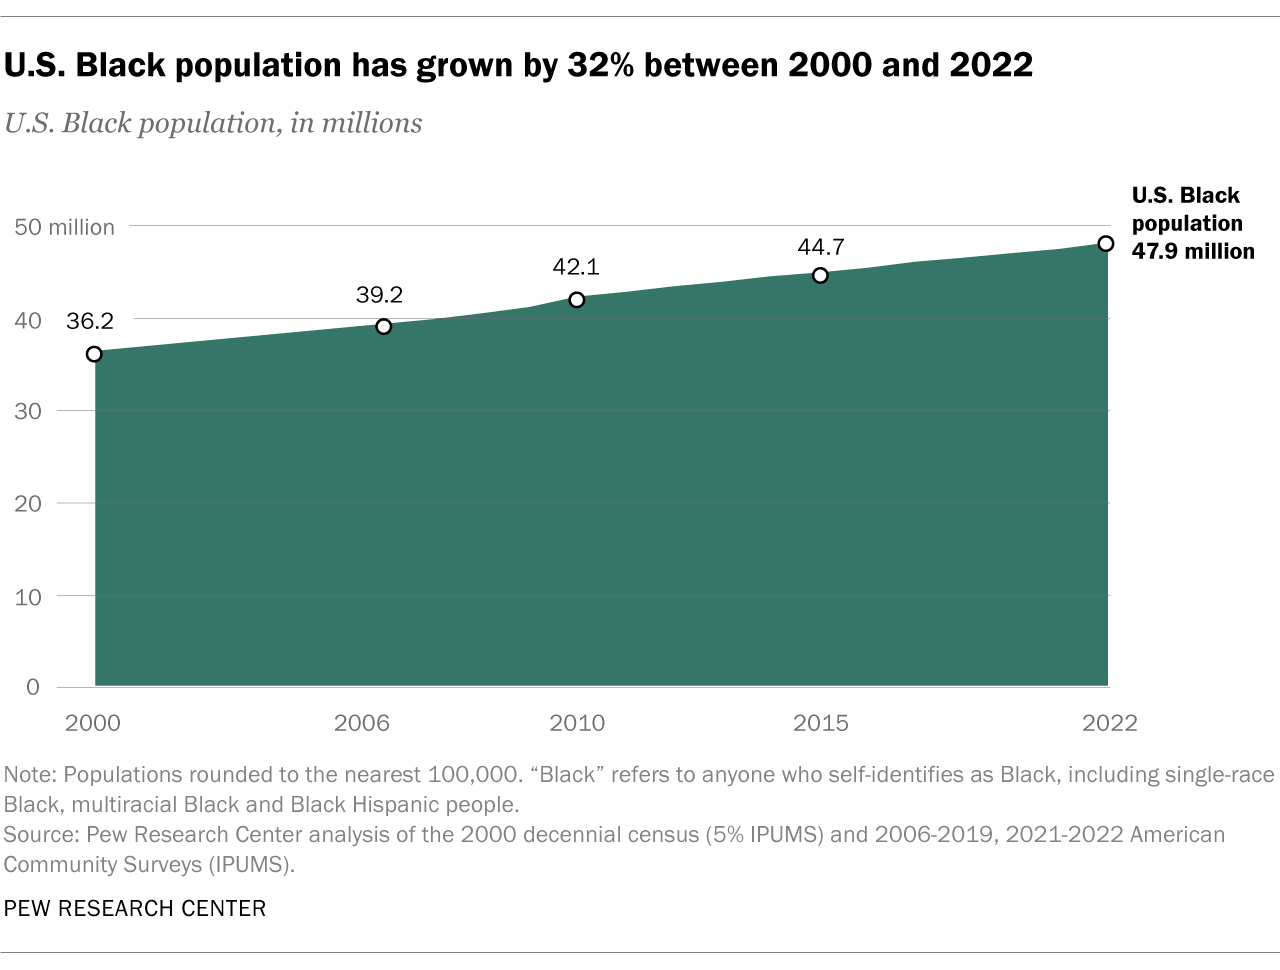 U.S. Black population has grown by 32% between 2000 and 2022
U.S. Black population, in millions
U.S. Black
population
47.9 million
50 million
44.7
42.1
39.2
40
36.2
30
20
10
0
2000
2006
2010
2015
2022
Note: Populations rounded to the nearest 100,000. “Black” refers to anyone who self-identifies as Black, including single-race
Black, multiracial Black and Black Hispanic people.
Source: Pew Research Center analysis of the 2000 decennial census (5% IPUMS) and 2006-2019, 2021-2022 American
Community Surveys (IPUMS).
PEW RESEARCH CENTER